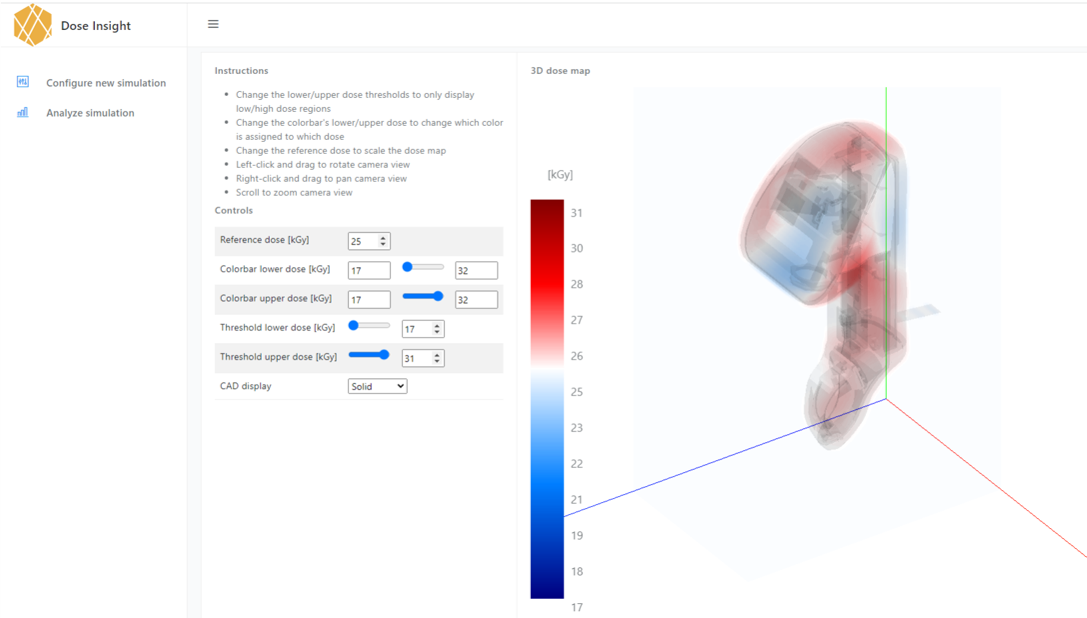 Dose Insight
Configure new simulation
Analyze simulation
Instructions
Change the lower/upper dose thresholds to only display
low/high dose regions
Change the colorbar's lower/upper dose to change which color
is assigned to which dose
Change the reference dose to scale the dose map
Left-click and drag to rotate camera view
Right-click and drag to pan camera view
Scroll to zoom camera view
Controls
Reference dose [kGy] 25
Colorbar lower dose [kGy] 17 32
Colorbar upper dose [kGy] 17 32
Threshold lower dose [kGy] 17
Threshold upper dose [kGy] 31
CAD display Solid
3D dose map
[kGy]
31
30
28
27
26
25
23
22
21
19
18
17